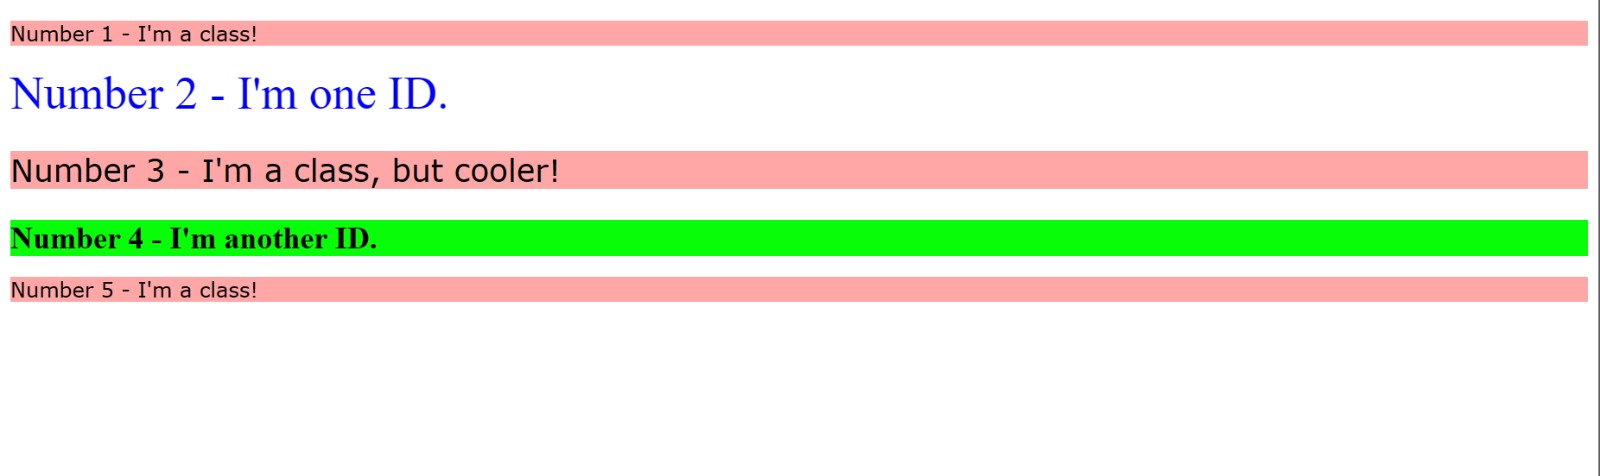 Number 1 - I'm a class!
Number 2 - I'm one ID.
Number 3 - I'm a class, but cooler!
Number 4 - I'm another ID.
Number 5 - I'm a class!